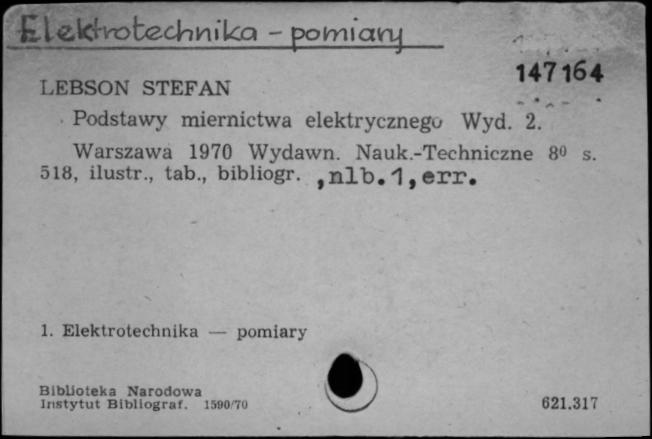 Elektrotechnika - pomiary
147164
LEBSON STEFAN
Podstawy miernictwa elektrycznego Wyd. 2.
Warszawa 1970 Wydawn. Nauk.-Techniczne 8⁰ s.
518, ilustr., tab., bibliogr. ,nlb.1,err.
1. Elektrotechnika — pomiary
Biblioteka Narodowa
Instytut Bibliograf. 1590/70
621.317